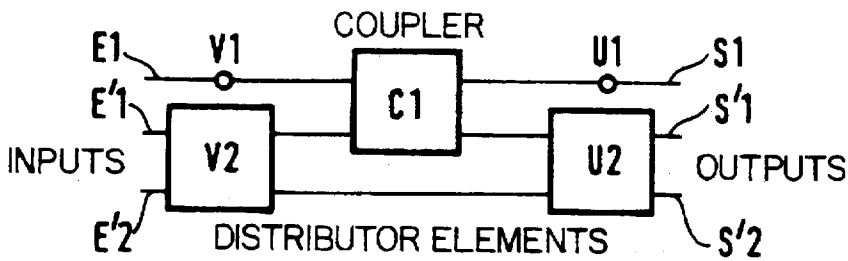 COUPLER
E1 V1 U1 S1
C1
E'1 S'1
INPUTS V2 U2 OUTPUTS
E'2 DISTRIBUTOR ELEMENTS S'2